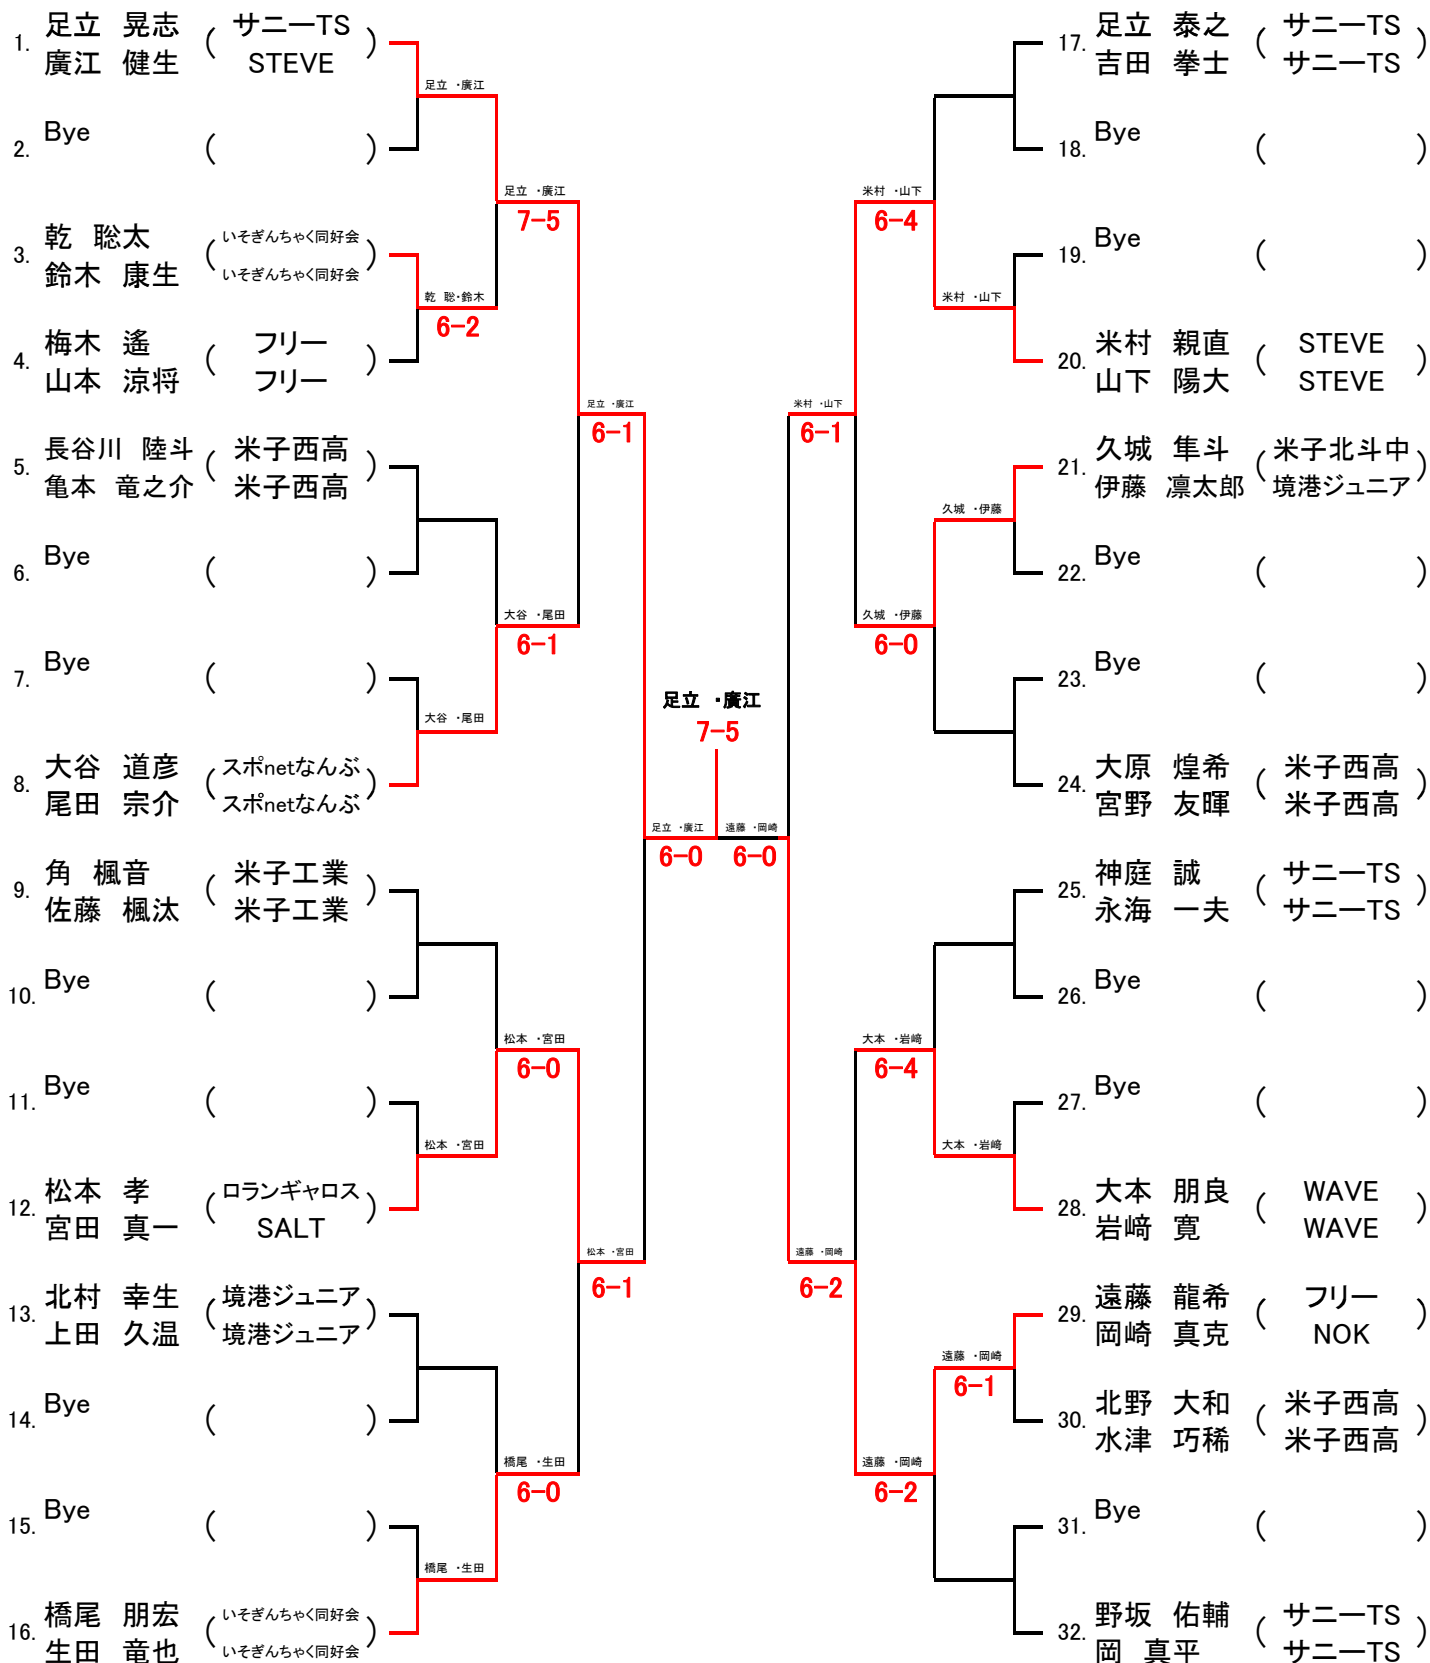 1. 足立 晃志 ( サニーTS )
廣江 健生 STEVE
2. Bye ( )
3. 乾 聡太 ( いそぎんちゃく同好会 )
鈴木 康生 いそぎんちゃく同好会
4. 梅木 遙 ( フリー )
山本 涼将 フリー
5. 長谷川 陸斗 ( 米子西高 )
亀本 竜之介 米子西高
6. Bye ( )
7. Bye ( )
8. 大谷 道彦 ( スポnetなんぶ )
尾田 宗介 スポnetなんぶ
9. 角 楓音 ( 米子工業 )
佐藤 楓汰 米子工業
10. Bye ( )
11. Bye ( )
12. 松本 孝 ( ロランギャロス )
宮田 真一 SALT
13. 北村 幸生 ( 境港ジュニア )
上田 久温 境港ジュニア
14. Bye ( )
15. Bye ( )
16. 橋尾 朋宏 ( いそぎんちゃく同好会 )
生田 竜也 いそぎんちゃく同好会
足立 ・廣江
乾 聡・鈴木
6-2
大谷 ・尾田
松本 ・宮田
橋尾 ・生田
足立 ・廣江
7-5
大谷 ・尾田
6-1
松本 ・宮田
6-0
橋尾 ・生田
6-0
足立 ・廣江
6-1
松本 ・宮田
6-1
足立 ・廣江
6-0
足立 ・廣江
7-5
遠藤 ・岡崎
6-0
米村 ・山下
6-1
遠藤 ・岡崎
6-2
米村 ・山下
6-4
久城 ・伊藤
6-0
大本 ・岩﨑
6-4
遠藤 ・岡崎
6-2
米村 ・山下
久城 ・伊藤
大本 ・岩﨑
遠藤 ・岡崎
6-1
17. 足立 泰之 ( サニーTS )
吉田 拳士 サニーTS
18. Bye ( )
19. Bye ( )
20. 米村 親直 ( STEVE )
山下 陽大 STEVE
21. 久城 隼斗 ( 米子北斗中 )
伊藤 凛太郎 境港ジュニア
22. Bye ( )
23. Bye ( )
24. 大原 煌希 ( 米子西高 )
宮野 友暉 米子西高
25. 神庭 誠 ( サニーTS )
永海 一夫 サニーTS
26. Bye ( )
27. Bye ( )
28. 大本 朋良 ( WAVE )
岩﨑 寛 WAVE
29. 遠藤 龍希 ( フリー )
岡崎 真克 NOK
30. 北野 大和 ( 米子西高 )
水津 巧稀 米子西高
31. Bye ( )
32. 野坂 佑輔 ( サニーTS )
岡 真平 サニーTS